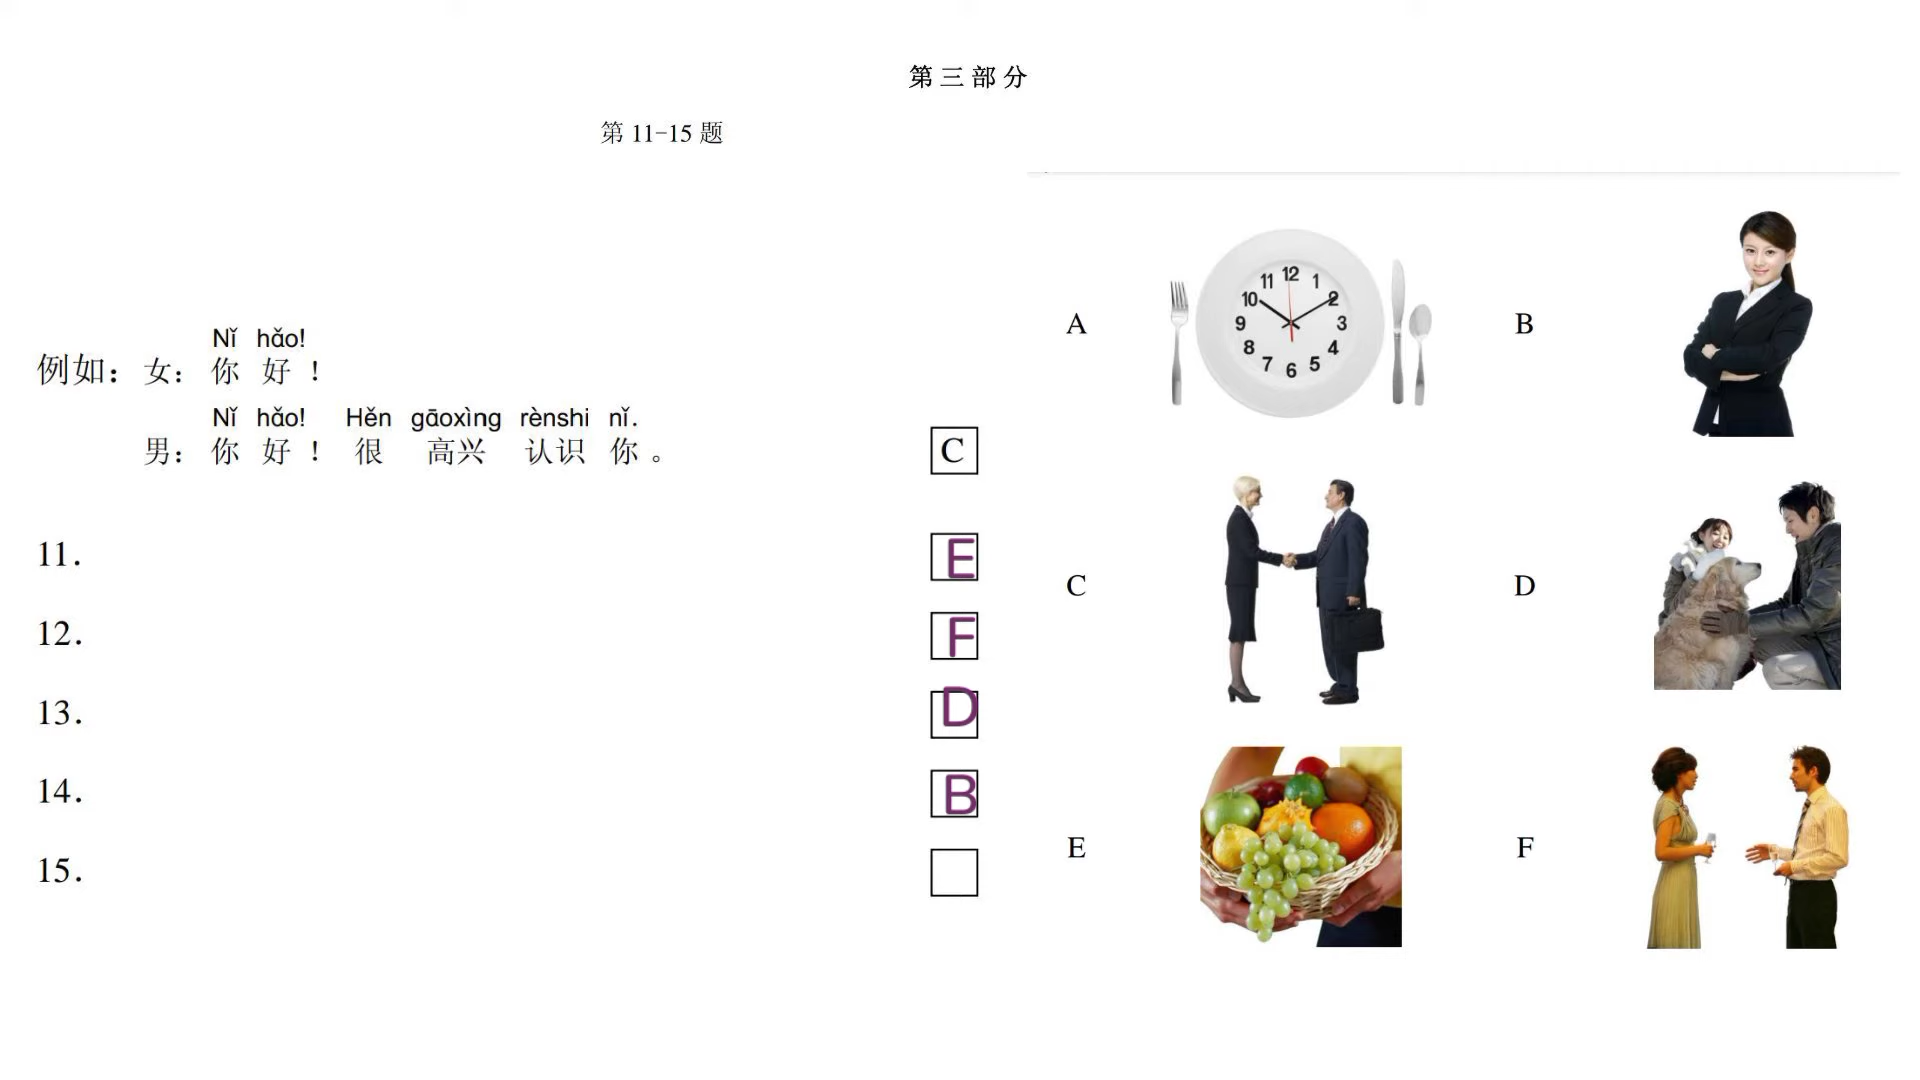 第三部分
第 11-15 题
Nǐ hǎo!
例如：女：你 好！
Nǐ hǎo! Hěn gāoxìng rènshi nǐ.
男：你 好！很 高兴 认识 你。
C
11.
E
12.
F
13.
D
14.
B
15.
A
11 12 1
10 2
9 3
8 4
7 6 5
B
C
D
E
F